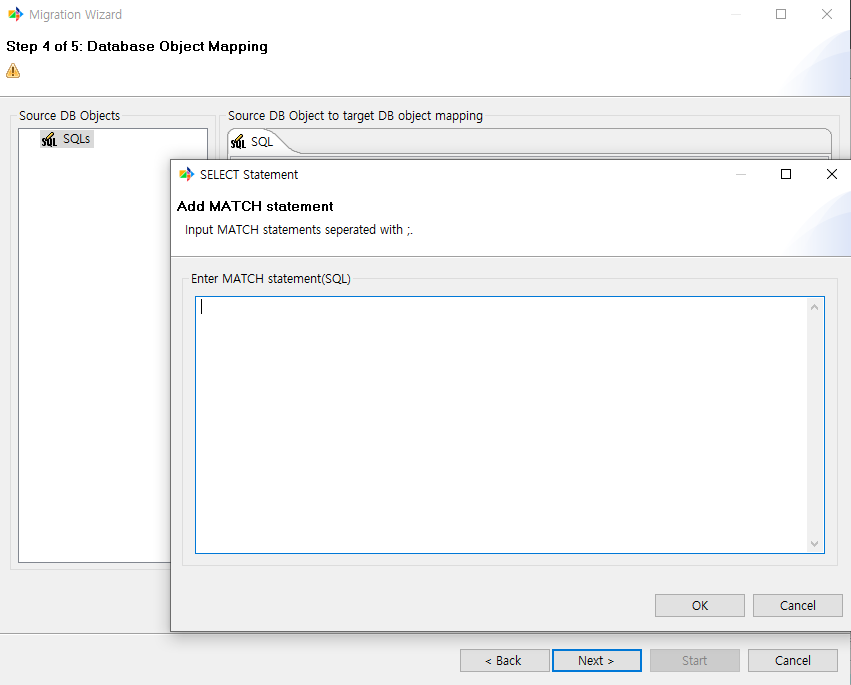 Migration Wizard
Step 4 of 5: Database Object Mapping
Source DB Objects
SQLs
Source DB Object to target DB object mapping
SQL
SELECT Statement
Add MATCH statement
Input MATCH statements seperated with ;.
Enter MATCH statement(SQL)
OK
Cancel
< Back
Next >
Start
Cancel